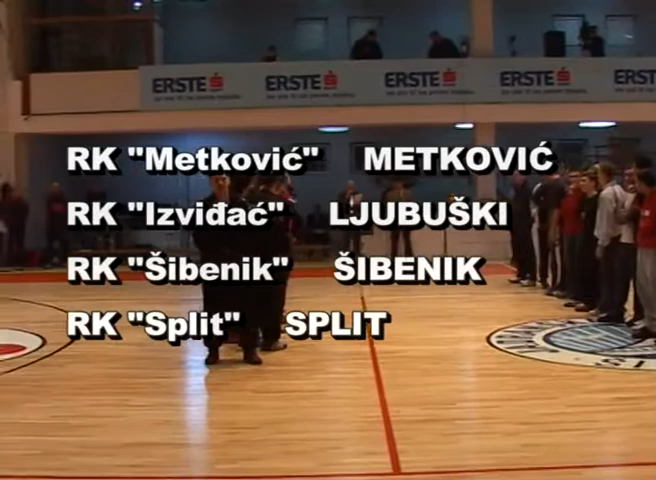 ERSTE ERSTE ERSTE ERSTE ERSTE
RK "Metković" METKOVIĆ
RK "Izviđač" LJUBUŠKI
RK "Šibenik" ŠIBENIK
RK "Split" SPLIT